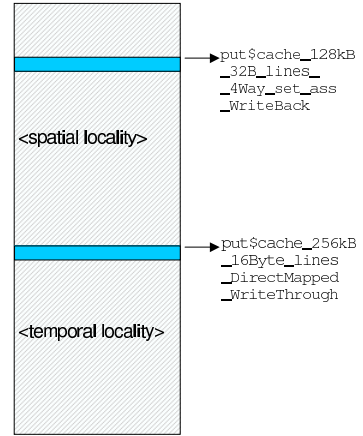 put$cache_128kB
_32B_lines_
_4Way_set_ass
_WriteBack
<spatial locality>
put$cache_256kB
_16Byte_lines
_DirectMapped
_WriteThrough
<temporal locality>